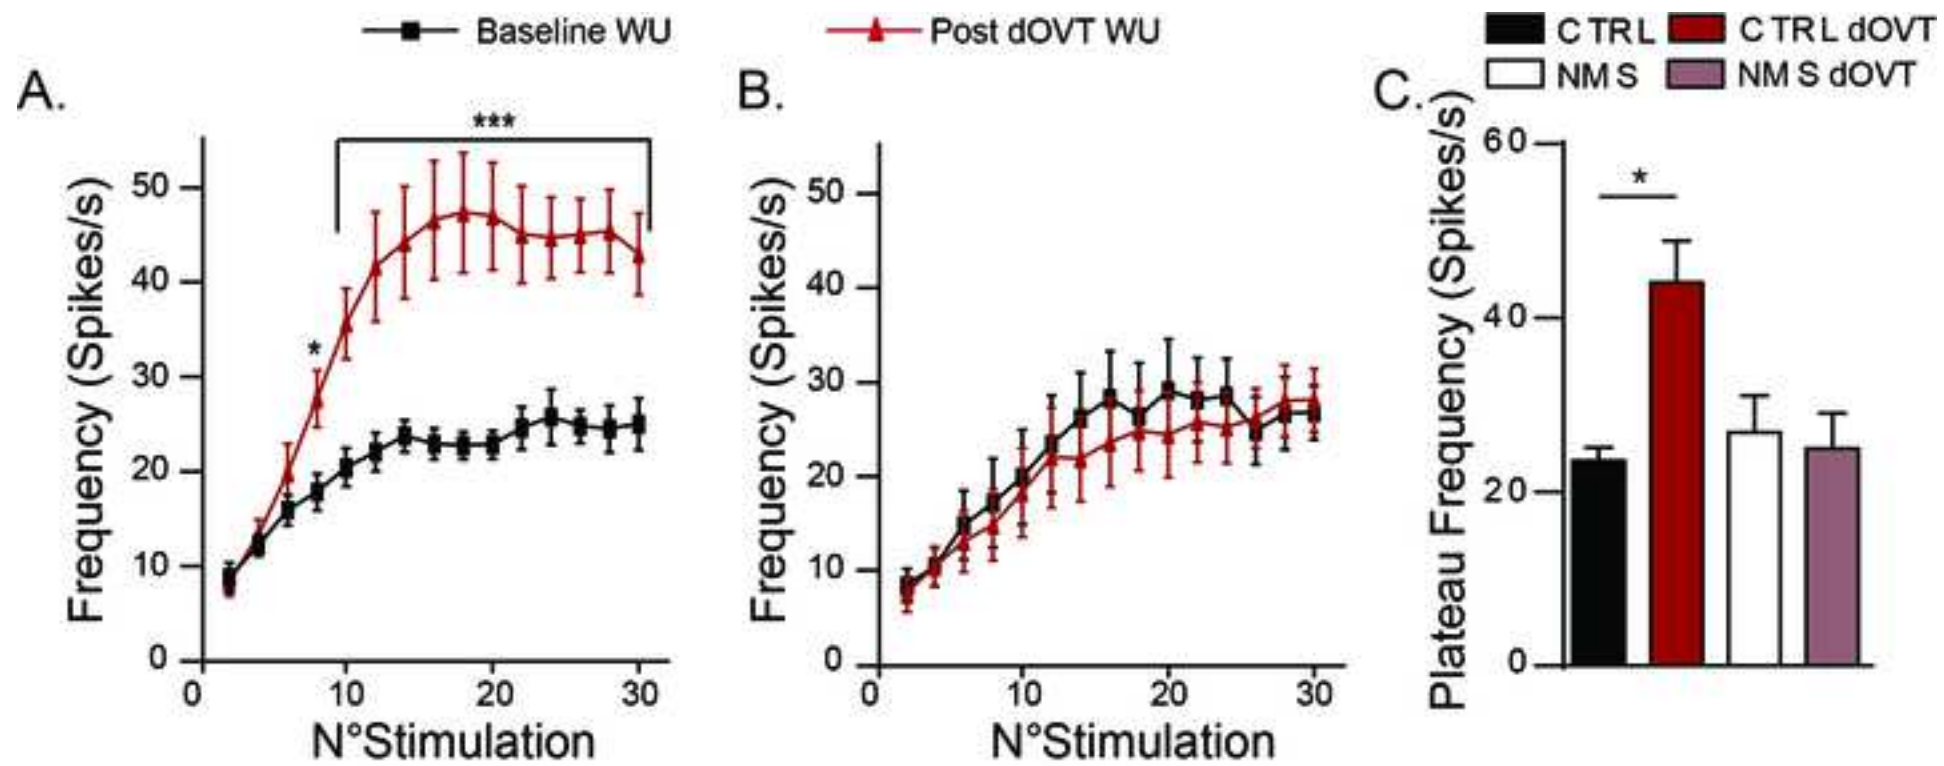 Baseline WU
Post dOVT WU
CTRL
CTRL dOVT
NMS
NMS dOVT
A.
B.
C.
***
*
Frequency (Spikes/s)
50
40
30
20
10
0
0
10
20
30
N°Stimulation
Frequency (Spikes/s)
50
40
30
20
10
0
0
10
20
30
N°Stimulation
Plateau Frequency (Spikes/s)
60
40
20
0
*